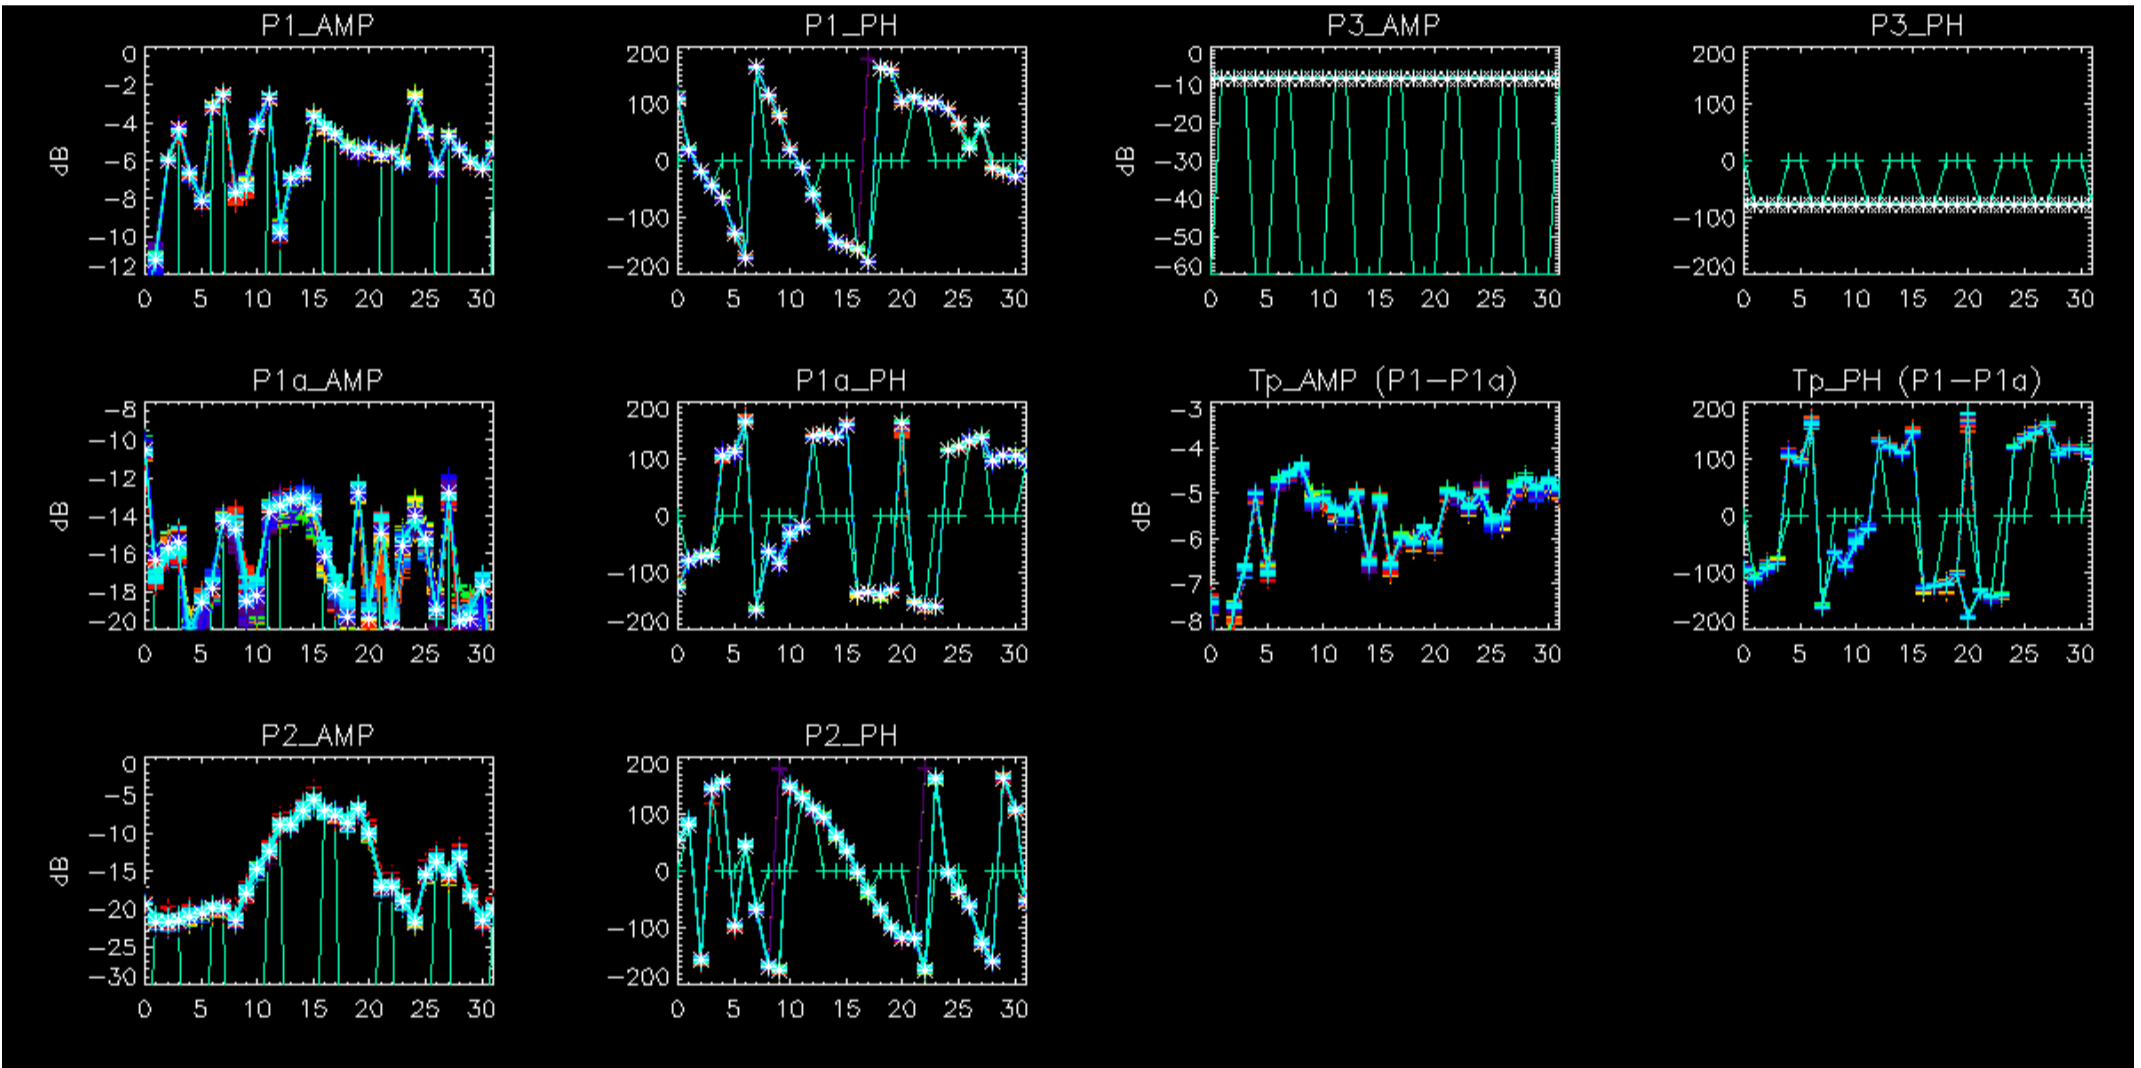 P1_AMP
P1_PH
P3_AMP
P3_PH
dB
0
−2
−4
−6
−8
−10
−12
0 5 10 15 20 25 30
200
100
0
−100
−200
0 5 10 15 20 25 30
dB
0
−10
−20
−30
−40
−50
−60
0 5 10 15 20 25 30
200
100
0
−100
−200
0 5 10 15 20 25 30
P1a_AMP
P1a_PH
Tp_AMP (P1−P1a)
Tp_PH (P1−P1a)
dB
−8
−10
−12
−14
−16
−18
−20
0 5 10 15 20 25 30
200
100
0
−100
−200
0 5 10 15 20 25 30
dB
−3
−4
−5
−6
−7
−8
0 5 10 15 20 25 30
200
100
0
−100
−200
0 5 10 15 20 25 30
P2_AMP
P2_PH
dB
0
−5
−10
−15
−20
−25
−30
0 5 10 15 20 25 30
200
100
0
−100
−200
0 5 10 15 20 25 30